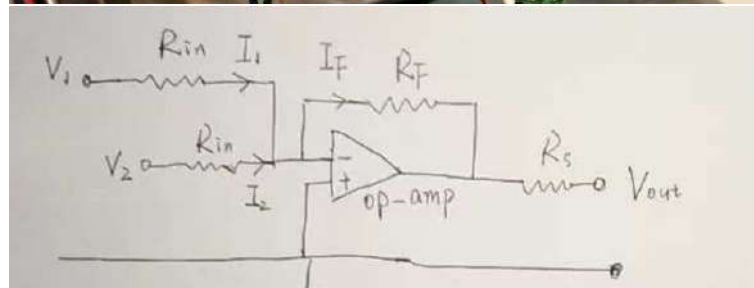 V₁ Rin I₁ IF RF
V₂ Rin I₂ - + op-amp Rs Vout